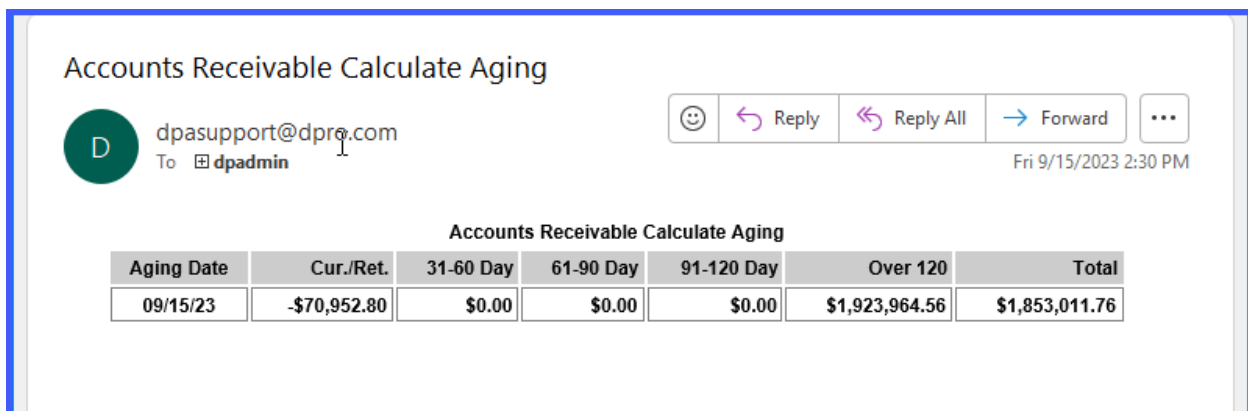 Accounts Receivable Calculate Aging
D
dpasupport@dpro.com
To dpadmin
Reply Reply All Forward
Fri 9/15/2023 2:30 PM
Accounts Receivable Calculate Aging
Aging Date Cur./Ret. 31-60 Day 61-90 Day 91-120 Day Over 120 Total
09/15/23 -$70,952.80 $0.00 $0.00 $0.00 $1,923,964.56 $1,853,011.76